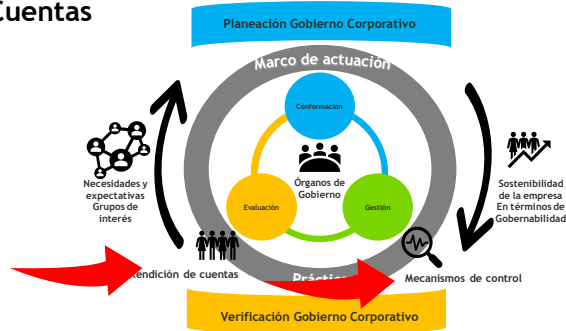 Cuentas
Planeación Gobierno Corporativo
Marco de actuación
Conformación
Órganos de
Gobierno
Evaluación
Gestión
Necesidades y
expectativas
Grupos de
interés
Sostenibilidad
de la empresa
En términos de
Gobernabilidad
de cuentas
Mecanismos de control
Verificación Gobierno Corporativo